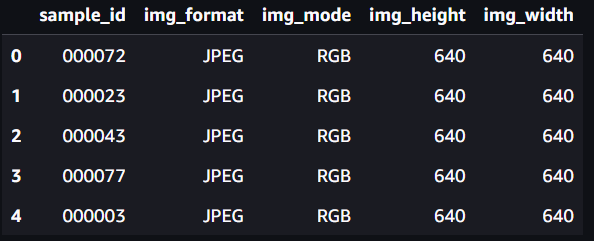 sample_id img_format img_mode img_height img_width
0 000072 JPEG RGB 640 640
1 000023 JPEG RGB 640 640
2 000043 JPEG RGB 640 640
3 000077 JPEG RGB 640 640
4 000003 JPEG RGB 640 640